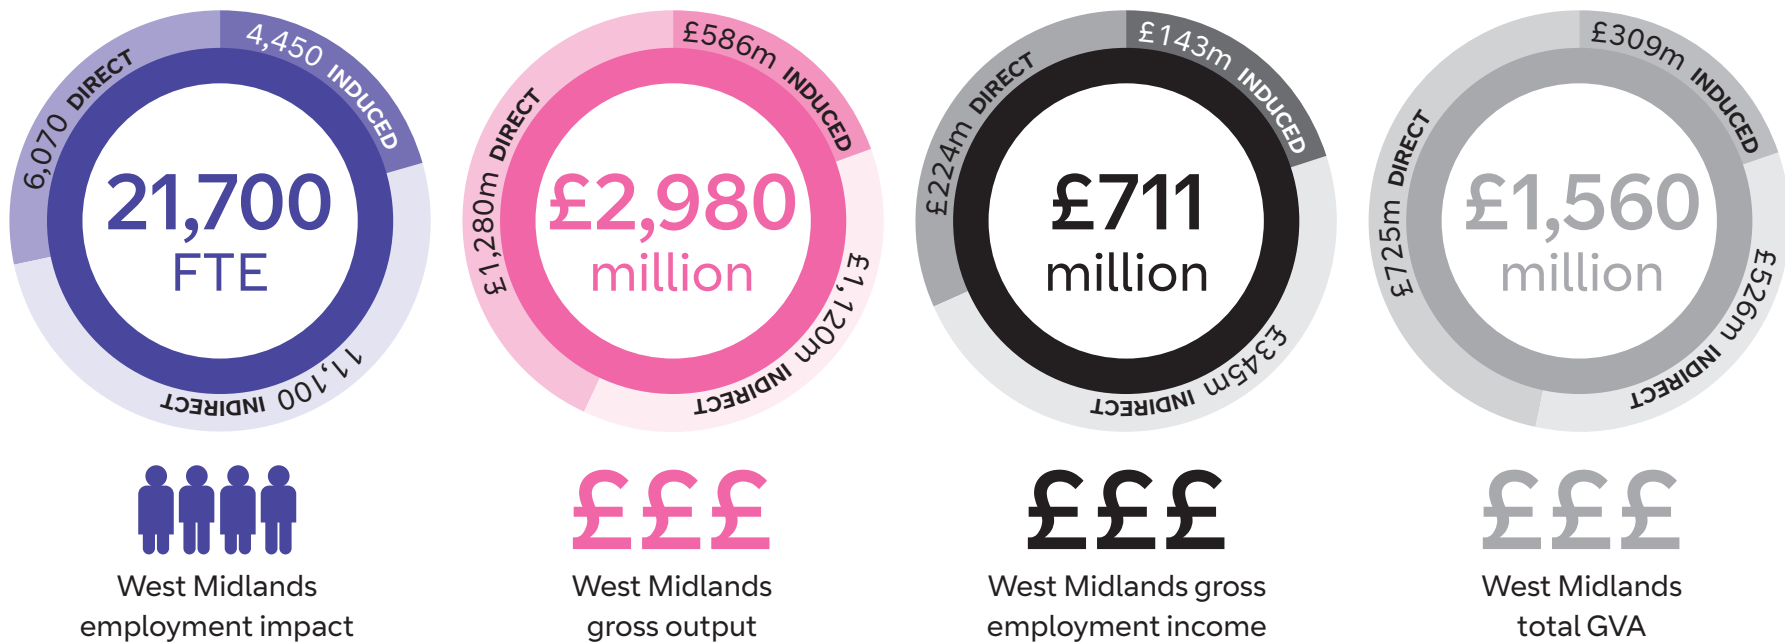 6,070 DIRECT
4,450 INDUCED
11,100 INDIRECT
21,700
FTE
West Midlands
employment impact
£1,280m DIRECT
£586m INDUCED
£1,120m INDIRECT
£2,980
million
£££
West Midlands
gross output
£224m DIRECT
£143m INDUCED
£345m INDIRECT
£711
million
£££
West Midlands gross
employment income
£725m DIRECT
£309m INDUCED
£526m INDIRECT
£1,560
million
£££
West Midlands
total GVA